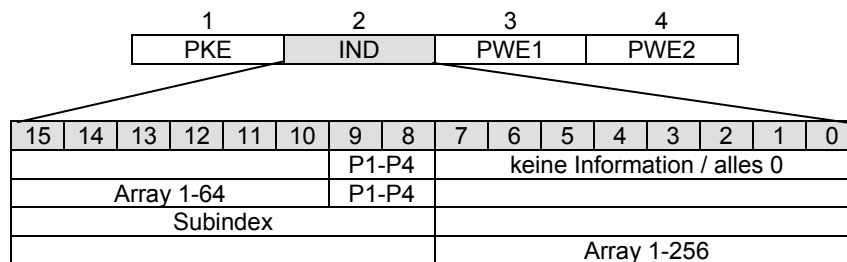 1 2 3 4
PKE IND PWE1 PWE2
15 14 13 12 11 10 9 8 7 6 5 4 3 2 1 0
P1-P4 keine Information / alles 0
Array 1-64 P1-P4
Subindex
Array 1-256